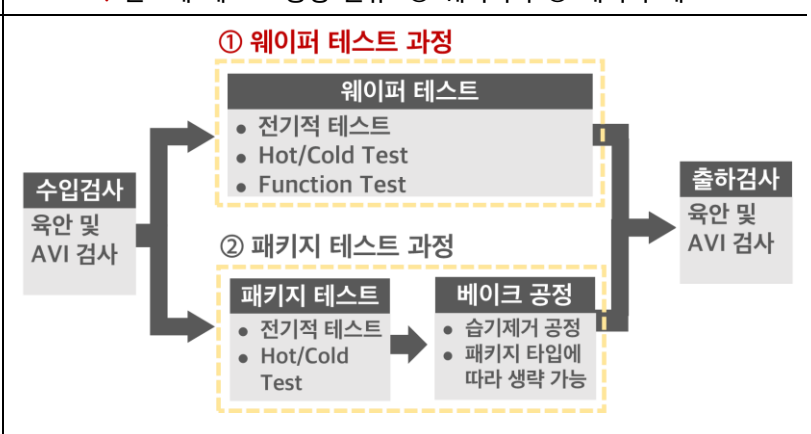 ① 웨이퍼 테스트 과정
웨이퍼 테스트
● 전기적 테스트
● Hot/Cold Test
● Function Test
수입검사
육안 및
AVI 검사
출하검사
육안 및
AVI 검사
② 패키지 테스트 과정
패키지 테스트
● 전기적 테스트
● Hot/Cold
Test
베이크 공정
● 습기제거 공정
● 패키지 타입에
따라 생략 가능